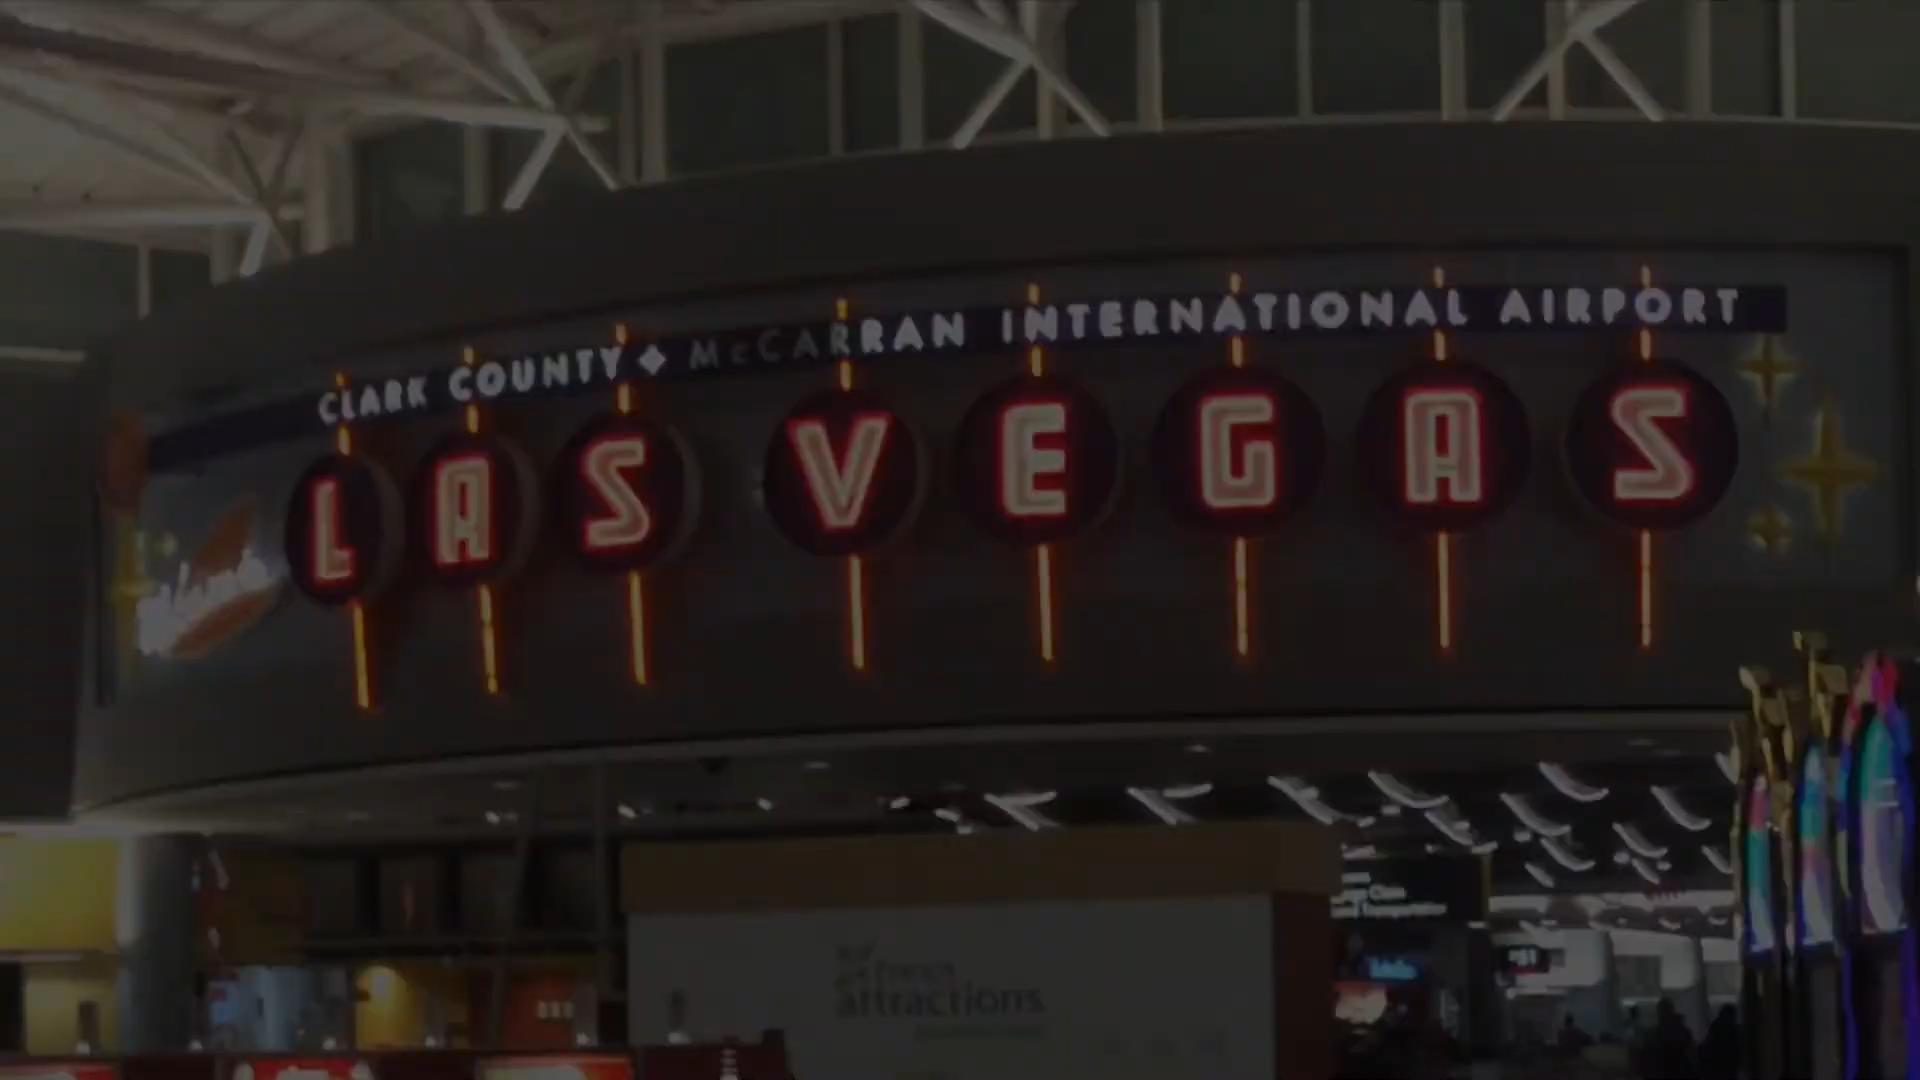 CLARK COUNTY ◆ McCARRAN INTERNATIONAL AIRPORT
LAS VEGAS
attractions